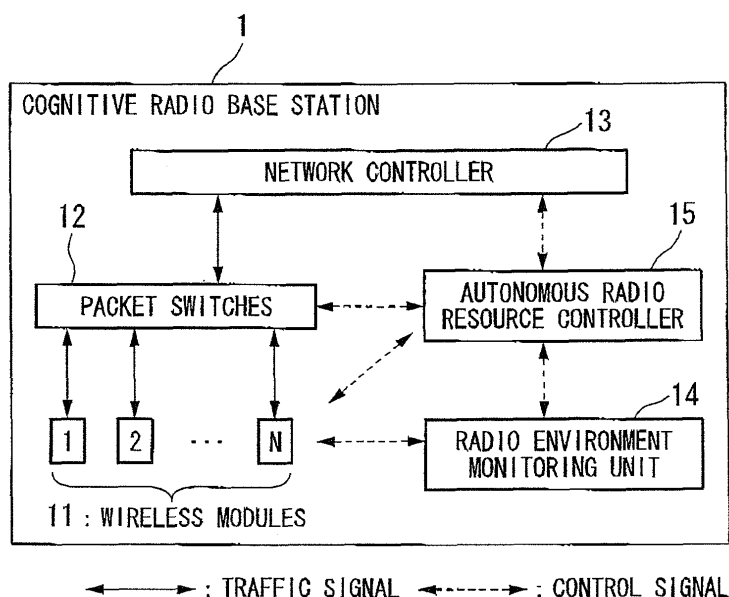 1
COGNITIVE RADIO BASE STATION
13
NETWORK CONTROLLER
12
15
PACKET SWITCHES
AUTONOMOUS RADIO
RESOURCE CONTROLLER
14
1 2 ... N
RADIO ENVIRONMENT
MONITORING UNIT
11 : WIRELESS MODULES
: TRAFFIC SIGNAL : CONTROL SIGNAL